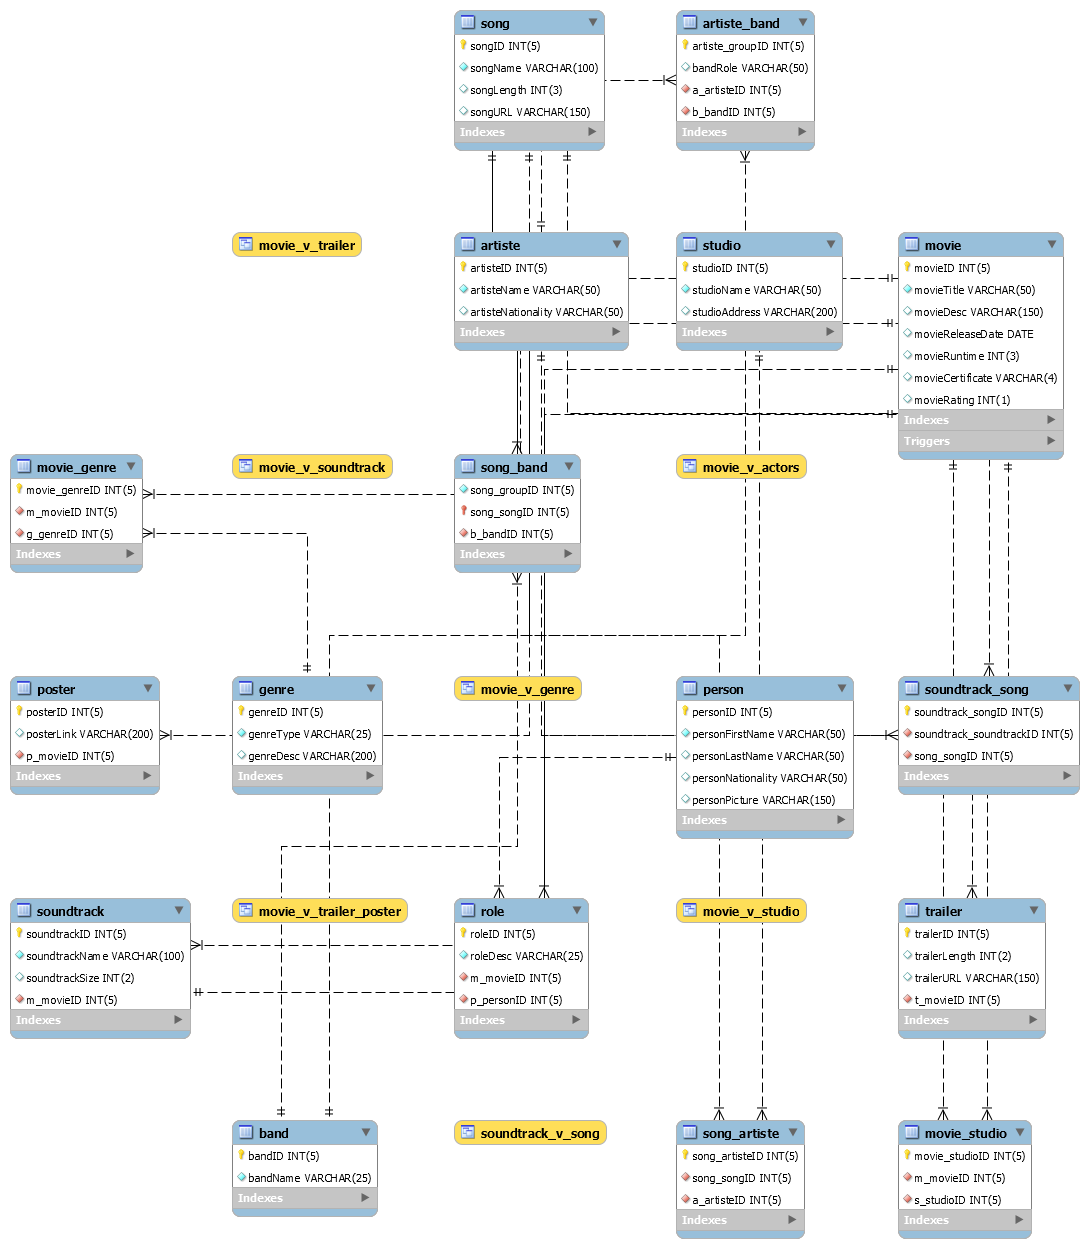 song
songID INT(5)
songName VARCHAR(100)
songLength INT(3)
songURL VARCHAR(150)
Indexes
artiste_band
artiste_groupID INT(5)
bandRole VARCHAR(50)
a_artisteID INT(5)
b_bandID INT(5)
Indexes
movie_v_trailer
artiste
artisteID INT(5)
artisteName VARCHAR(50)
artisteNationality VARCHAR(50)
Indexes
studio
studioID INT(5)
studioName VARCHAR(50)
studioAddress VARCHAR(200)
Indexes
movie
movieID INT(5)
movieTitle VARCHAR(50)
movieDesc VARCHAR(150)
movieReleaseDate DATE
movieRuntime INT(3)
movieCertificate VARCHAR(4)
movieRating INT(1)
Indexes
Triggers
movie_genre
movie_genreID INT(5)
m_movieID INT(5)
g_genreID INT(5)
Indexes
movie_v_soundtrack
song_band
song_groupID INT(5)
song_songID INT(5)
b_bandID INT(5)
Indexes
movie_v_actors
poster
posterID INT(5)
posterLink VARCHAR(200)
p_movieID INT(5)
Indexes
genre
genreID INT(5)
genreType VARCHAR(25)
genreDesc VARCHAR(200)
Indexes
movie_v_genre
person
personID INT(5)
personFirstName VARCHAR(50)
personLastName VARCHAR(50)
personNationality VARCHAR(50)
personPicture VARCHAR(150)
Indexes
soundtrack_song
soundtrack_songID INT(5)
soundtrack_soundtrackID INT(5)
song_songID INT(5)
Indexes
soundtrack
soundtrackID INT(5)
soundtrackName VARCHAR(100)
soundtrackSize INT(2)
m_movieID INT(5)
Indexes
movie_v_trailer_poster
role
roleID INT(5)
roleDesc VARCHAR(25)
m_movieID INT(5)
p_personID INT(5)
Indexes
movie_v_studio
trailer
trailerID INT(5)
trailerLength INT(2)
trailerURL VARCHAR(150)
t_movieID INT(5)
Indexes
band
bandID INT(5)
bandName VARCHAR(25)
Indexes
soundtrack_v_song
song_artiste
song_artisteID INT(5)
song_songID INT(5)
a_artisteID INT(5)
Indexes
movie_studio
movie_studioID INT(5)
m_movieID INT(5)
s_studioID INT(5)
Indexes